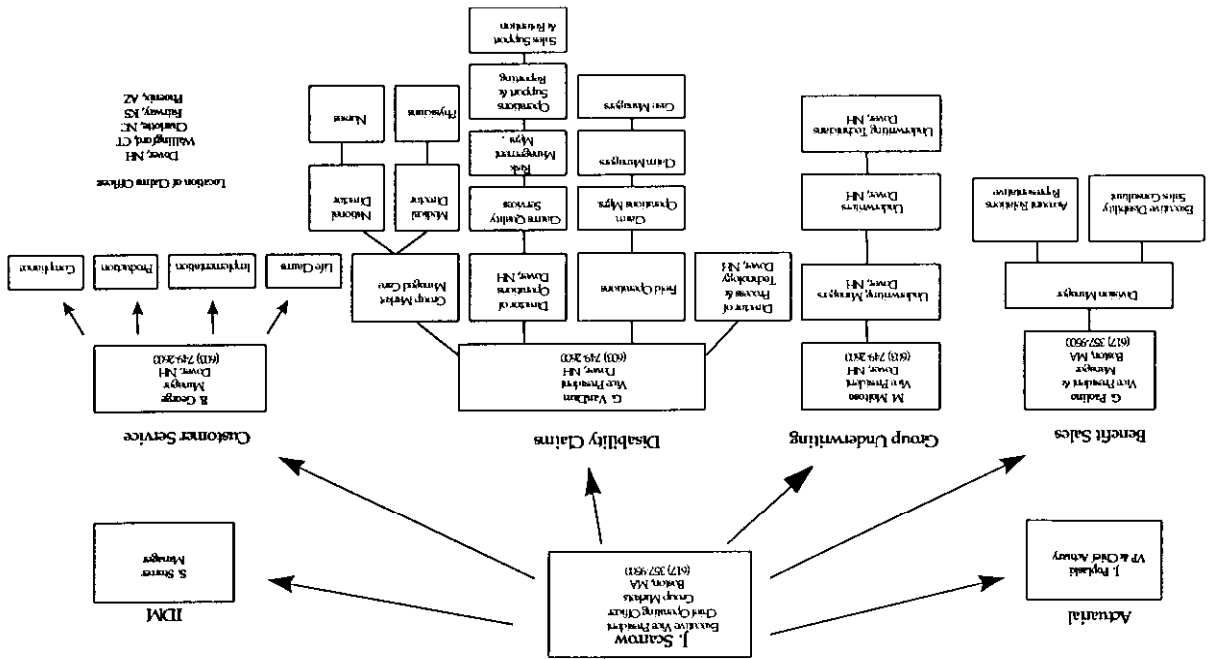 J. Scarrow
Executive Vice President
Chief Operating Officer
Group Markets
Boston, MA
(617) 357-9500
Actuarial
J. Poplaski
VP & Chief Actuary
IDM
S.
Manager
Benefit Sales
G. Paolino
Vice President &
Manager
Boston, MA
(617) 357-9500
Division Manager
Executive Disability
Sales Consultant
Account Relations
Representative
Group Underwriting
M. Moitoso
Vice President
Dover, NH
(603) 749-2600
Underwriting Managers
Dover, NH
Underwriters
Dover, NH
Underwriting Technicians
Dover, NH
Disability Claims
G.
Vice President
Dover, NH
(603) 749-2600
Director of
Process &
Technology
Dover, NH
Field Operations
Claim
Operations Mgrs.
Claim Managers
Case Managers
Director of
Operations
Dover, NH
Claims Quality
Services
Risk
Management
Mgrs.
Operations
Support &
Reporting
Sales Support
& Retention
Group Market
Managed Care
Medical
Director
Physicians
National
Director
Nurses
Customer Service
B. George
Manager
Dover, NH
(603) 749-2600
Life Claims
Implementation
Production
Compliance
Location of Claims Offices
Dover, NH
Wallingford, CT
Charlotte, NC
Fairway, KS
Phoenix, AZ